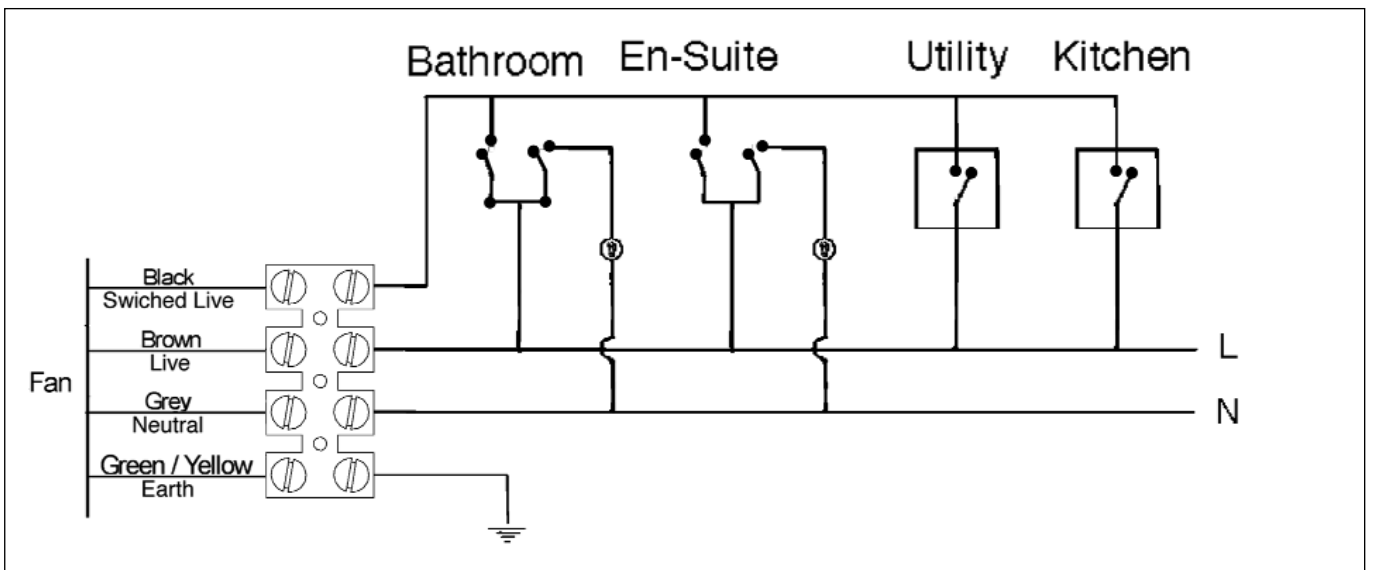 Bathroom En-Suite Utility Kitchen
Black
Swiched Live
Brown
Live
L
Fan
Grey
Neutral
N
Green / Yellow
Earth